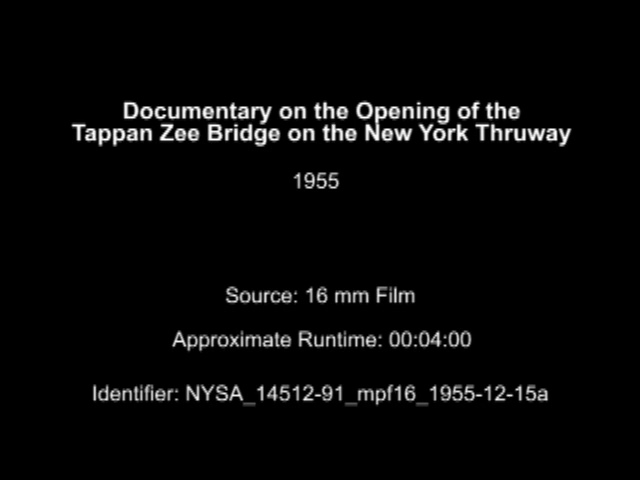 Documentary on the Opening of the
Tappan Zee Bridge on the New York Thruway
1955
Source: 16 mm Film
Approximate Runtime: 00:04:00
Identifier: NYSA_14512-91_mpf16_1955-12-15a